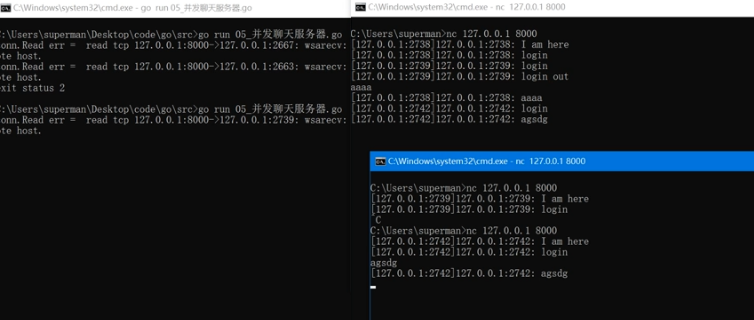 C:\Windows\system32\cmd.exe - go run 05_并发聊天服务器.go
:\Users\superman\Desktop\code\go\src>go run 05_并发聊天服务器.go
onn.Read err = read tcp 127.0.0.1:8000->127.0.0.1:2667: wsarecv:
ote host.
onn.Read err = read tcp 127.0.0.1:8000->127.0.0.1:2663: wsarecv:
ote host.
exit status 2
:\Users\superman\Desktop\code\go\src>go run 05_并发聊天服务器.go
onn.Read err = read tcp 127.0.0.1:8000->127.0.0.1:2739: wsarecv:
ote host.
C:\Windows\system32\cmd.exe - nc 127.0.0.1 8000
C:\Users\superman>nc 127.0.0.1 8000
[127.0.0.1:2738]127.0.0.1:2738: I am here
[127.0.0.1:2738]127.0.0.1:2738: login
[127.0.0.1:2739]127.0.0.1:2739: login
[127.0.0.1:2739]127.0.0.1:2739: login out
aaaa
[127.0.0.1:2738]127.0.0.1:2738: aaaa
[127.0.0.1:2742]127.0.0.1:2742: login
[127.0.0.1:2742]127.0.0.1:2742: agsdg
C:\Windows\system32\cmd.exe - nc 127.0.0.1 8000
C:\Users\superman>nc 127.0.0.1 8000
[127.0.0.1:2739]127.0.0.1:2739: I am here
[127.0.0.1:2739]127.0.0.1:2739: login
^C
C:\Users\superman>nc 127.0.0.1 8000
[127.0.0.1:2742]127.0.0.1:2742: I am here
[127.0.0.1:2742]127.0.0.1:2742: login
agsdg
[127.0.0.1:2742]127.0.0.1:2742: agsdg